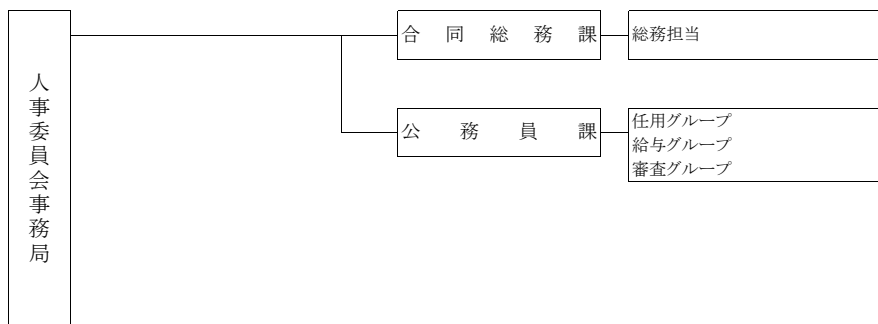 人事委員会事務局
合同総務課
総務担当
公務員課
任用グループ
給与グループ
審査グループ